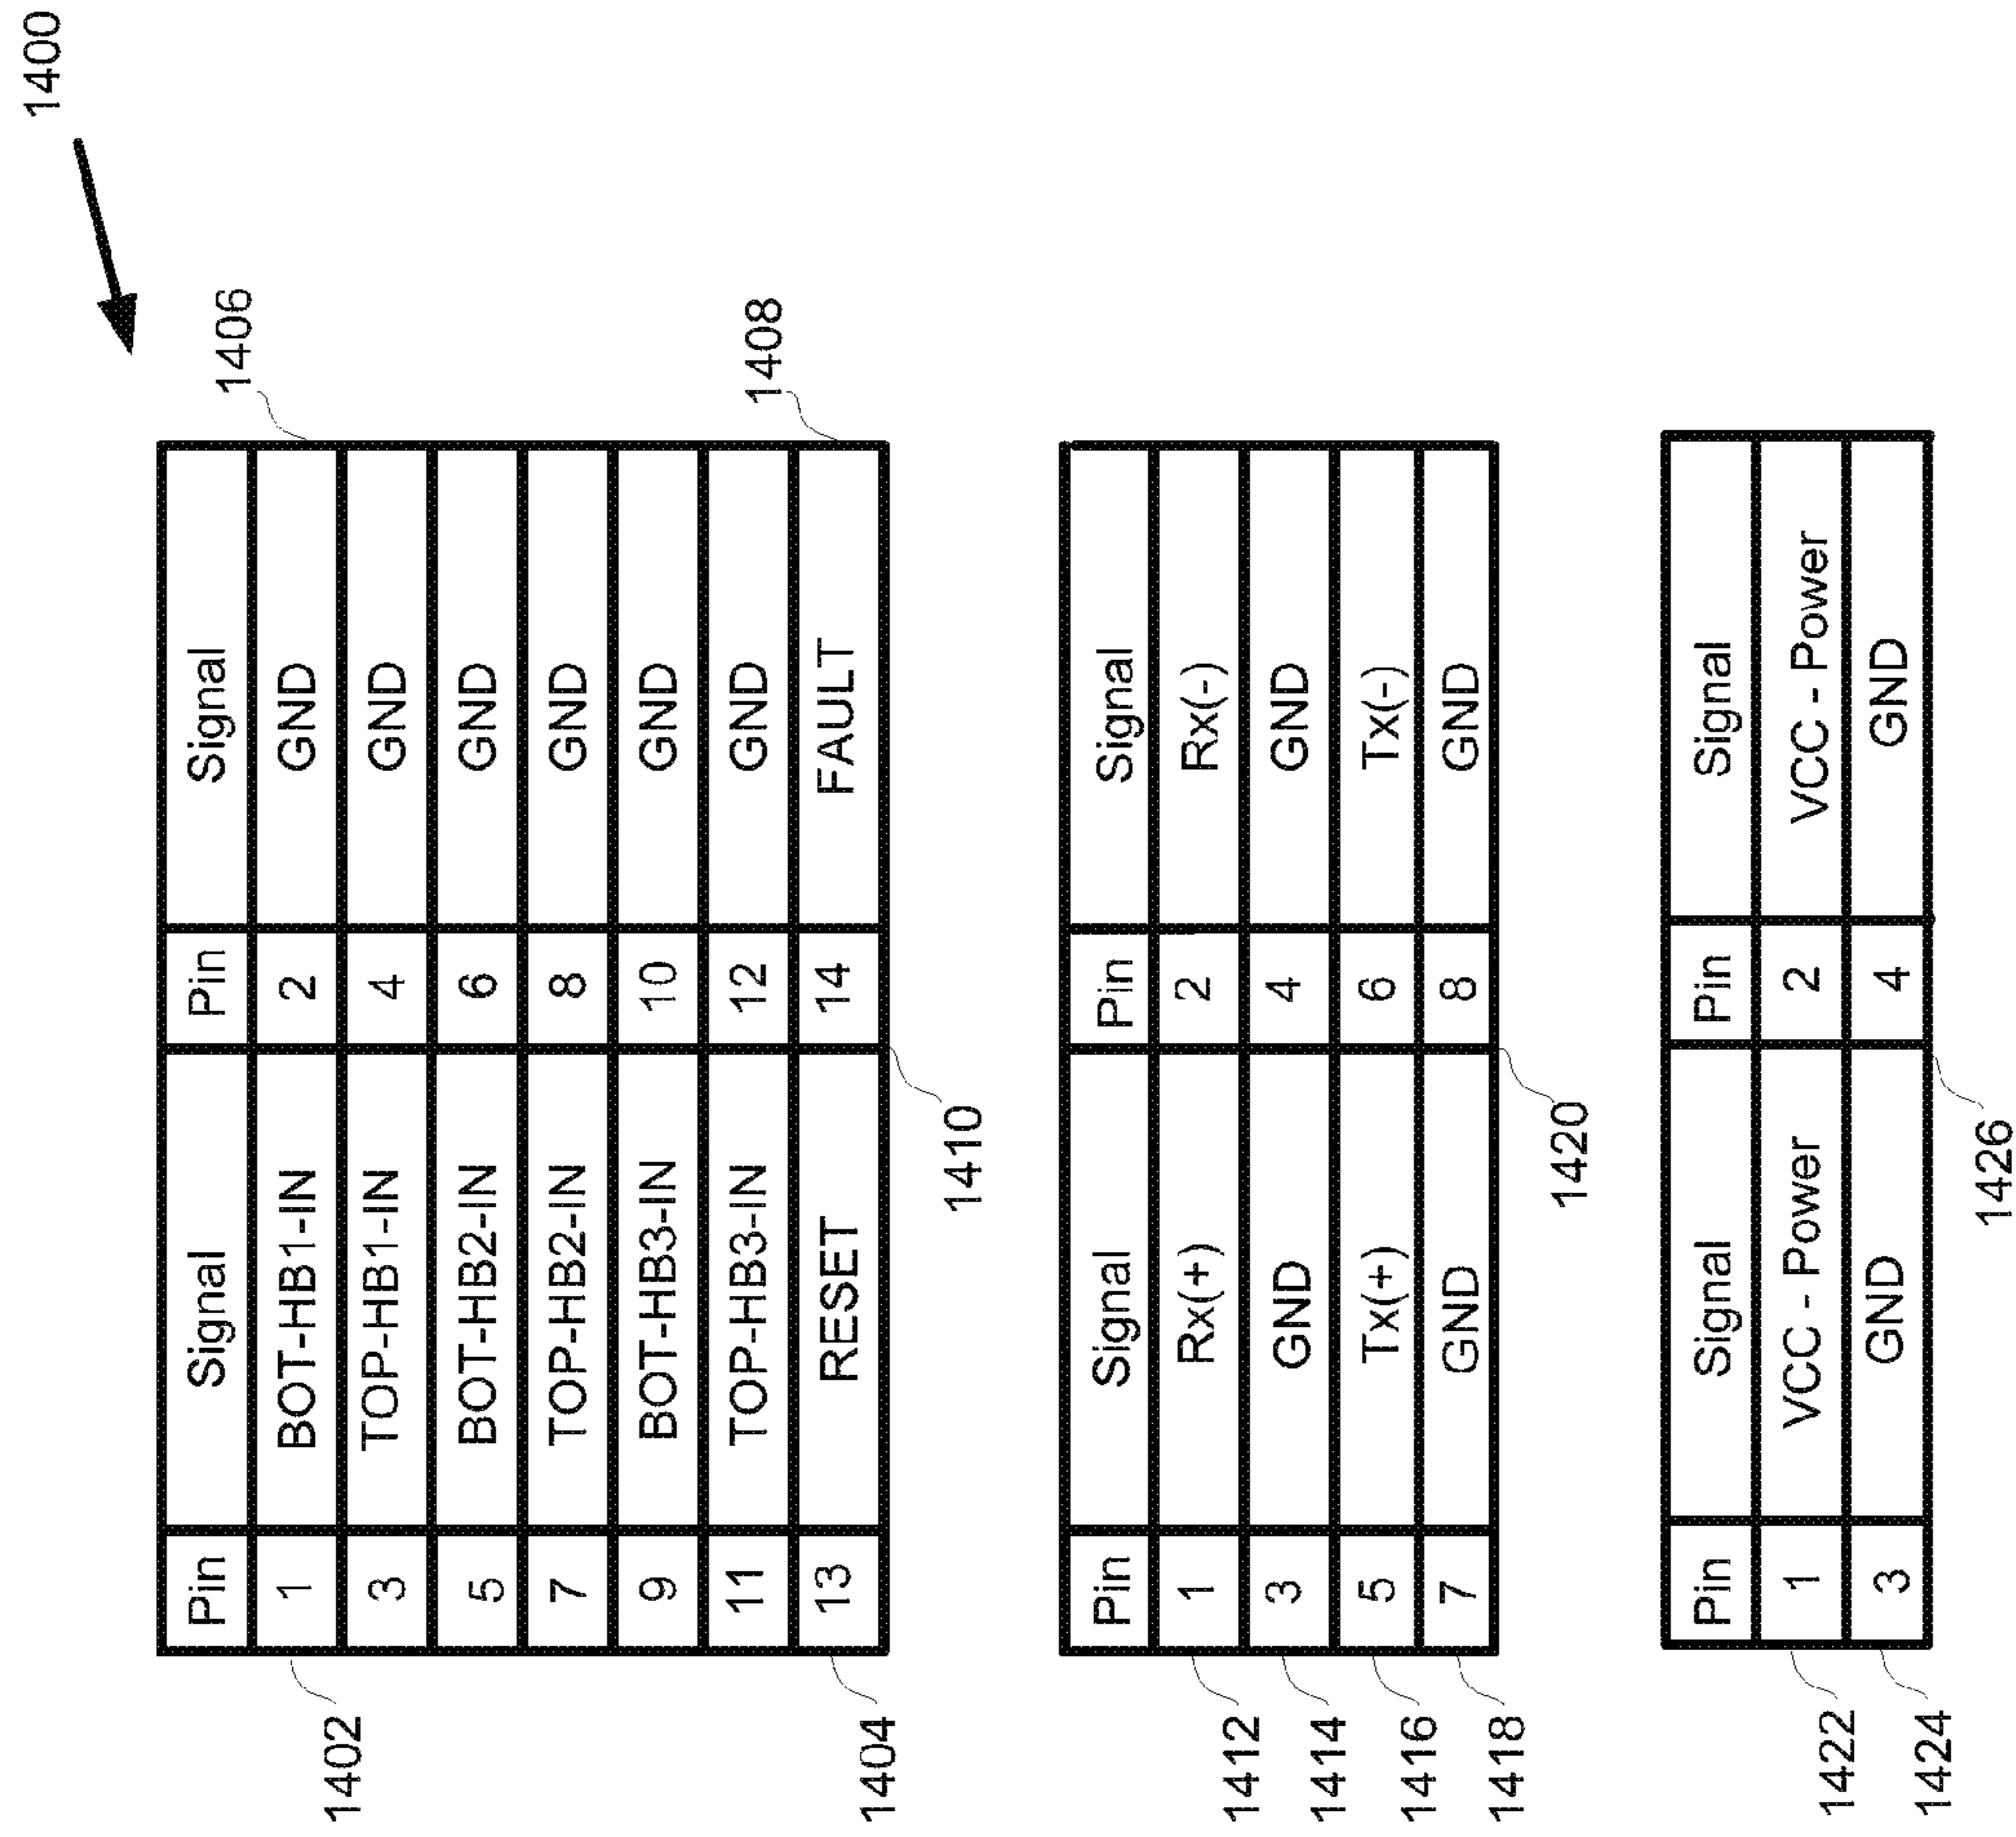 1400
Pin Signal Pin Signal
1402 1 BOT-HB1-IN 2 GND 1406
3 TOP-HB1-IN 4 GND
5 BOT-HB2-IN 6 GND
7 TOP-HB2-IN 8 GND
9 BOT-HB3-IN 10 GND
11 TOP-HB3-IN 12 GND
1404 13 RESET 14 FAULT 1408
1410
Pin Signal Pin Signal
1412 1 Rx(+) 2 Rx(-)
1414 3 GND 4 GND
1416 5 Tx(+) 6 Tx(-)
1418 7 GND 8 GND
1420
Pin Signal Pin Signal
1422 1 VCC - Power 2 VCC - Power
1424 3 GND 4 GND
1426